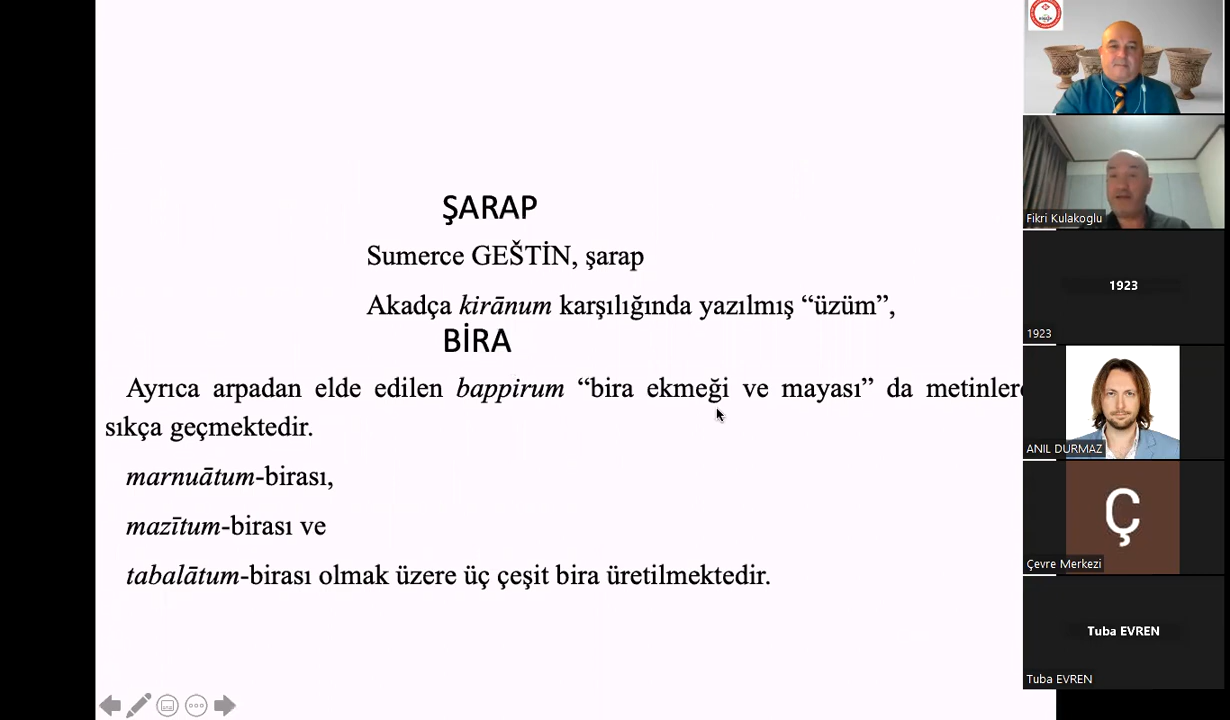 ŞARAP
Sumerce GEŠTİN, şarap
Akadça kirānum karşılığında yazılmış “üzüm”,
BİRA
Ayrıca arpadan elde edilen bappirum “bira ekmeği ve mayası” da
sıkça geçmektedir.
marnuātum-birası,
mazītum-birası ve
tabalātum-birası olmak üzere üç çeşit bira üretilmektedir.
Fikri Kulakoglu
1923
1923
ANIL DURMAZ
Ç
Çevre Merkezi
Tuba EVREN
Tuba EVREN